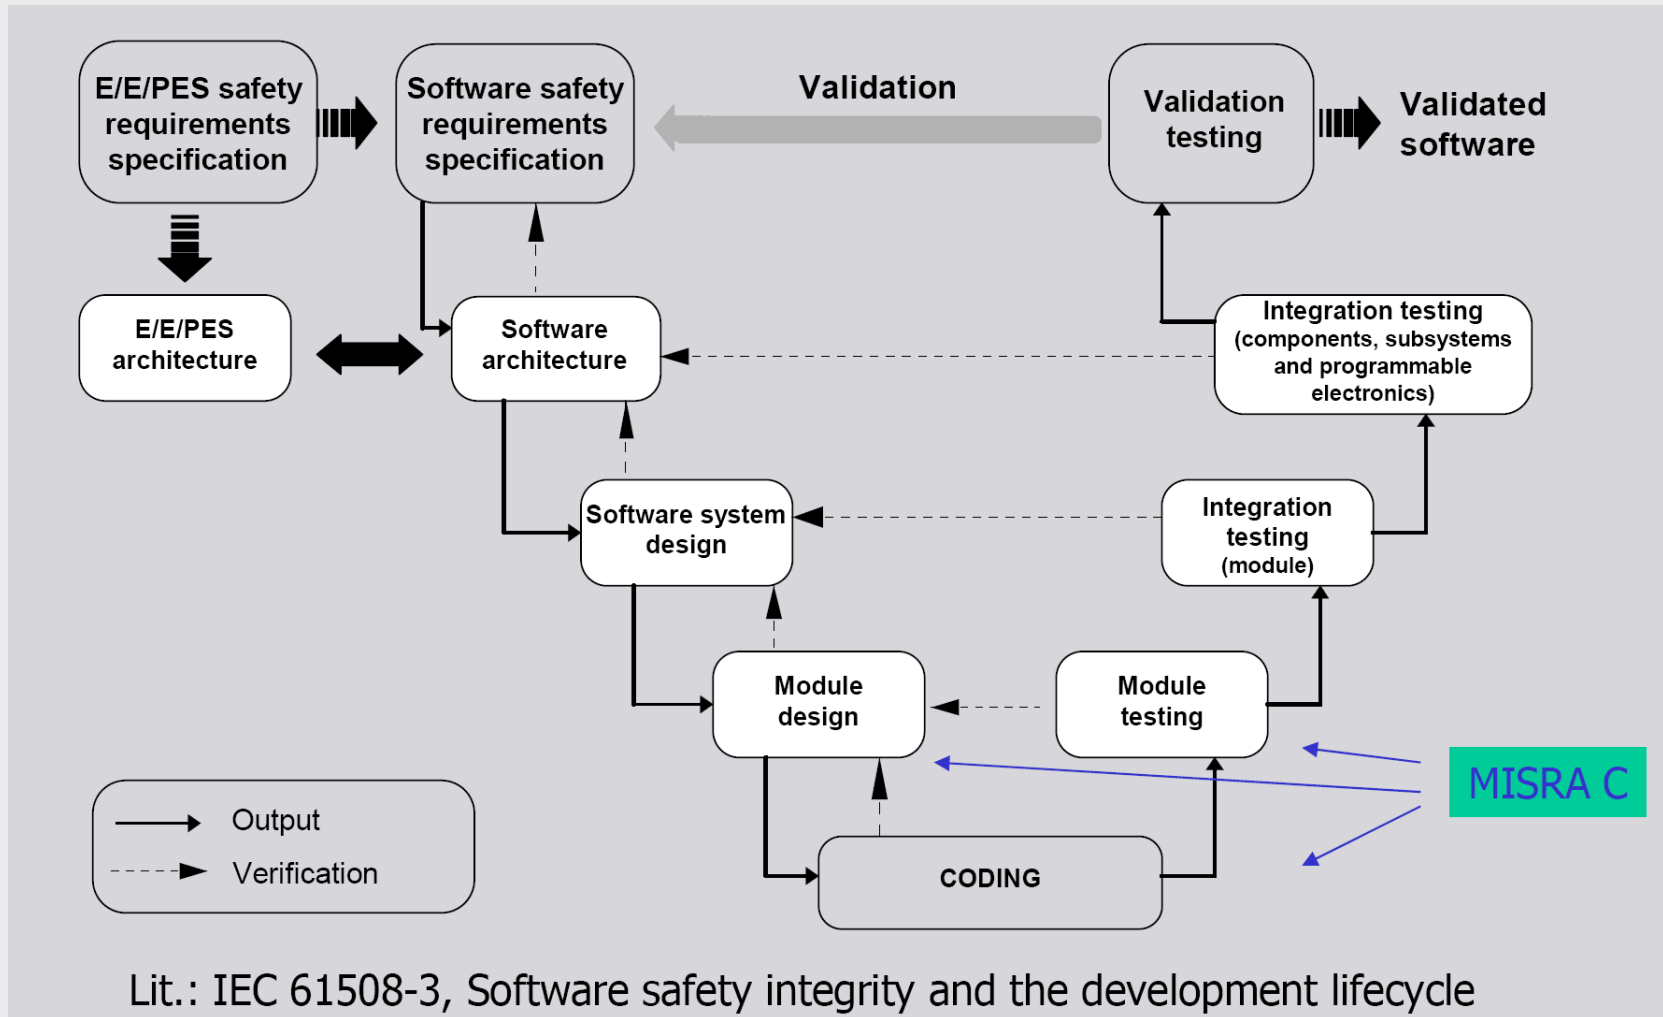 E/E/PES safety
requirements
specification
Software safety
requirements
specification
Validation
Validation
testing
Validated
software
E/E/PES
architecture
Software
architecture
Integration testing
(components, subsystems
and programmable
electronics)
Software system
design
Integration
testing
(module)
Module
design
Module
testing
MISRA C
Output
Verification
CODING
Lit.: IEC 61508-3, Software safety integrity and the development lifecycle